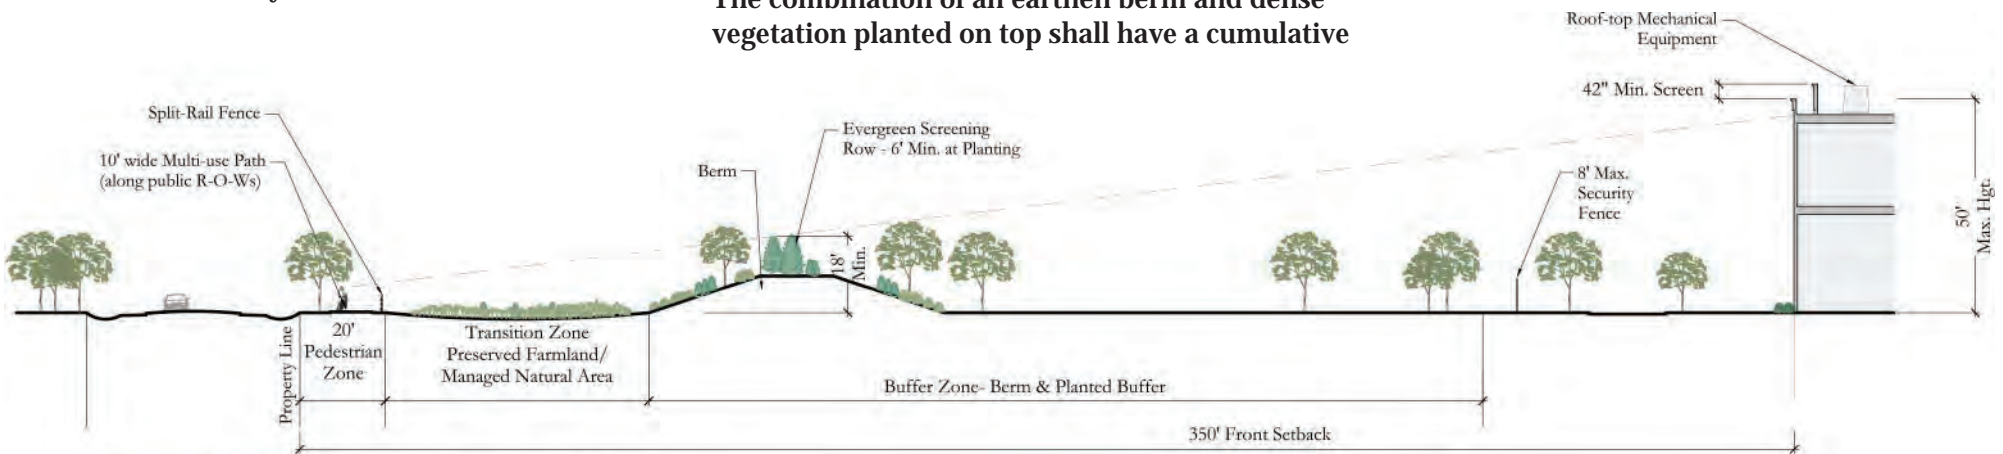 The combination of an earthen berm and dense
vegetation planted on top shall have a cumulative
Roof-top Mechanical
Equipment
42" Min. Screen
Split-Rail Fence
10' wide Multi-use Path
(along public R-O-Ws)
Evergreen Screening
Row - 6' Min. at Planting
Berm
18'
Min.
8' Max.
Security
Fence
50'
Max. Hgt.
Property Line
20'
Pedestrian
Zone
Transition Zone
Preserved Farmland/
Managed Natural Area
Buffer Zone- Berm & Planted Buffer
350' Front Setback